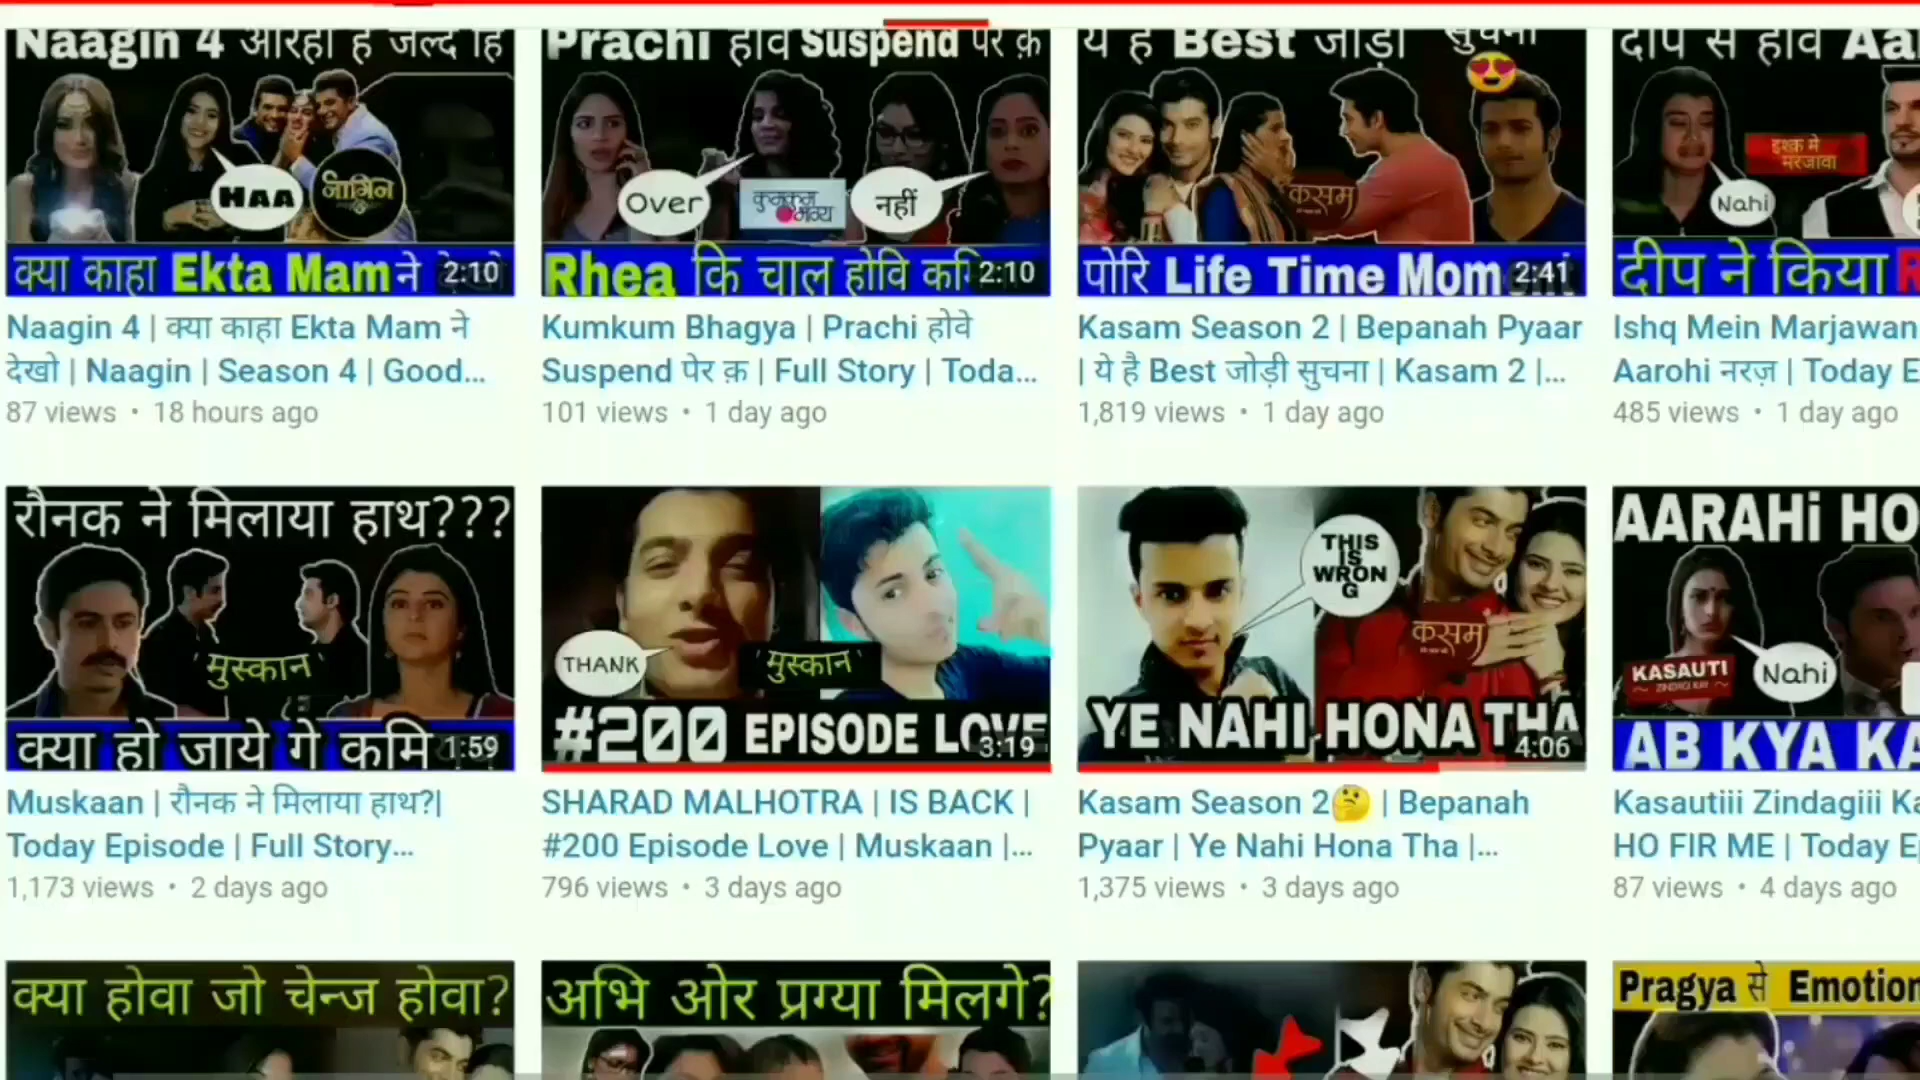 Naagin 4 आरहा है जल्द हि
HAA
नागिन
क्या काहा Ekta Mam ने
2:10
Naagin 4 | क्या काहा Ekta Mam ने
देखो | Naagin | Season 4 | Good...
87 views • 18 hours ago
Prachi होवे Suspend पेर क़
Over
कुमकुम
भाग्य
नहीं
Rhea कि चाल होवि
2:10
Kumkum Bhagya | Prachi होवे
Suspend पेर क़ | Full Story | Toda...
101 views • 1 day ago
ये है Best जोड़ी सुचना
कसम
पोरि Life Time Mom
2:41
Kasam Season 2 | Bepanah Pyaar
| ये है Best जोड़ी सुचना | Kasam 2 |...
1,819 views • 1 day ago
दीप से होवे
इश्क़ में
मरजावां
Nahi
दीप ने किया
Ishq Mein Marjawan
Aarohi नरज़ | Today E
485 views • 1 day ago
रौनक ने मिलाया हाथ???
मुस्कान
क्या हो जाये गे कमि
1:59
Muskaan | रौनक ने मिलाया हाथ?|
Today Episode | Full Story...
1,173 views • 2 days ago
THANK
मुस्कान
#200 EPISODE LOVE
3:19
SHARAD MALHOTRA | IS BACK |
#200 Episode Love | Muskaan |...
796 views • 3 days ago
THIS
IS
WRON
G
कसम
YE NAHI HONA THA
4:06
Kasam Season 2🤔 | Bepanah
Pyaar | Ye Nahi Hona Tha |...
1,375 views • 3 days ago
AARAHi HO
KASAUTI
ZINDAGII KAY
Nahi
AB KYA KA
Kasautiii Zindagiii Ka
HO FIR ME | Today E
87 views • 4 days ago
क्या होवा जो चेन्ज होवा?
अभि ओर प्रग्या मिलगे?
Pragya से Emotion